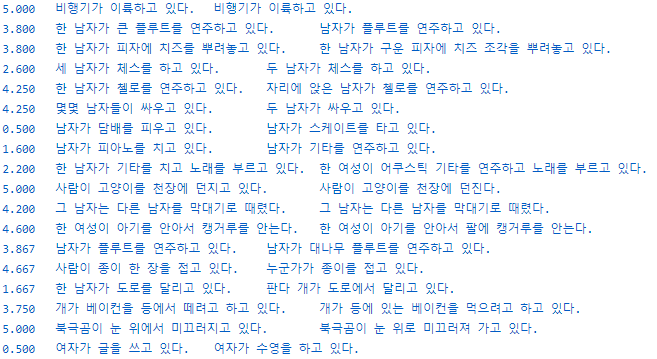 5.000 비행기가 이륙하고 있다. 비행기가 이륙하고 있다.
3.800 한 남자가 큰 플루트를 연주하고 있다. 남자가 플루트를 연주하고 있다.
3.800 한 남자가 피자에 치즈를 뿌려놓고 있다. 한 남자가 구운 피자에 치즈 조각을 뿌려놓고 있다.
2.600 세 남자가 체스를 하고 있다. 두 남자가 체스를 하고 있다.
4.250 한 남자가 첼로를 연주하고 있다. 자리에 앉은 남자가 첼로를 연주하고 있다.
4.250 몇몇 남자들이 싸우고 있다. 두 남자가 싸우고 있다.
0.500 남자가 담배를 피우고 있다. 남자가 스케이트를 타고 있다.
1.600 남자가 피아노를 치고 있다. 남자가 기타를 연주하고 있다.
2.200 한 남자가 기타를 치고 노래를 부르고 있다. 한 여성이 어쿠스틱 기타를 연주하고 노래를 부르고 있다.
5.000 사람이 고양이를 천장에 던지고 있다. 사람이 고양이를 천장에 던진다.
4.200 그 남자는 다른 남자를 막대기로 때렸다. 그 남자는 다른 남자를 막대기로 때렸다.
4.600 한 여성이 아기를 안아서 캥거루를 안는다. 한 여성이 아기를 안아서 팔에 캥거루를 안는다.
3.867 남자가 플루트를 연주하고 있다. 남자가 대나무 플루트를 연주하고 있다.
4.667 사람이 종이 한 장을 접고 있다. 누군가가 종이를 접고 있다.
1.667 한 남자가 도로를 달리고 있다. 판다 개가 도로에서 달리고 있다.
3.750 개가 베이컨을 등에서 떼려고 하고 있다. 개가 등에 있는 베이컨을 먹으려고 하고 있다.
5.000 북극곰이 눈 위에서 미끄러지고 있다. 북극곰이 눈 위로 미끄러져 가고 있다.
0.500 여자가 글을 쓰고 있다. 여자가 수영을 하고 있다.